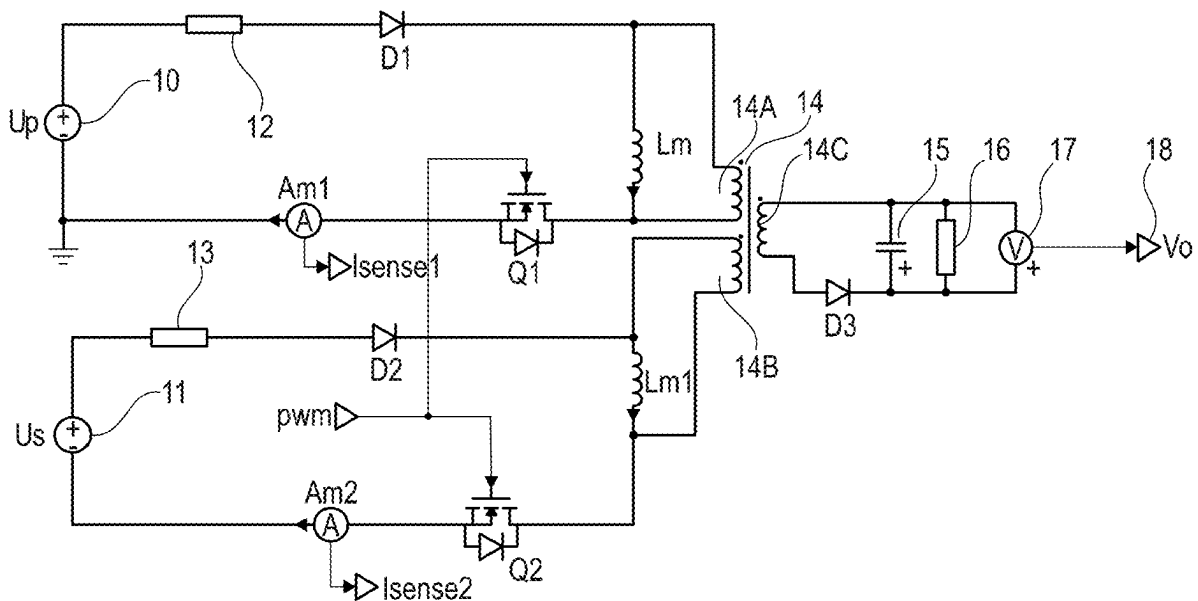 D1
10
12
Up
+
-
Lm
14A
14
14C
15
16
17
18
Am1
A
Q1
Isense1
V
+
+
Vo
13
D3
D2
14B
11
Lm1
Us
+
-
pwm
Am2
A
Q2
Isense2